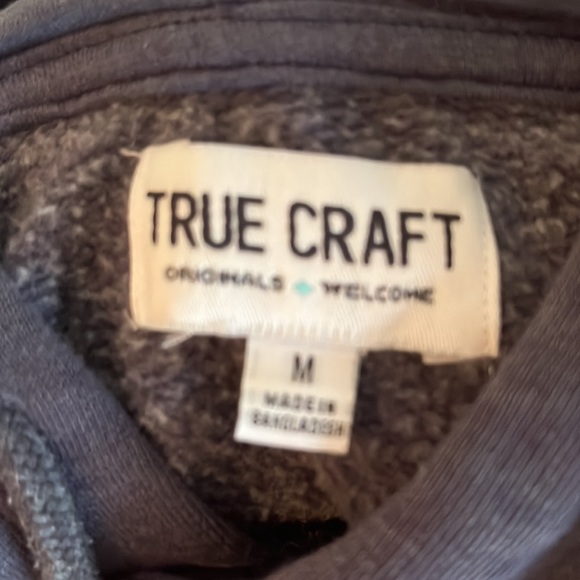 TRUE CRAFT
ORIGINALS WELCOME
M
MADE IN
BANGLADESH